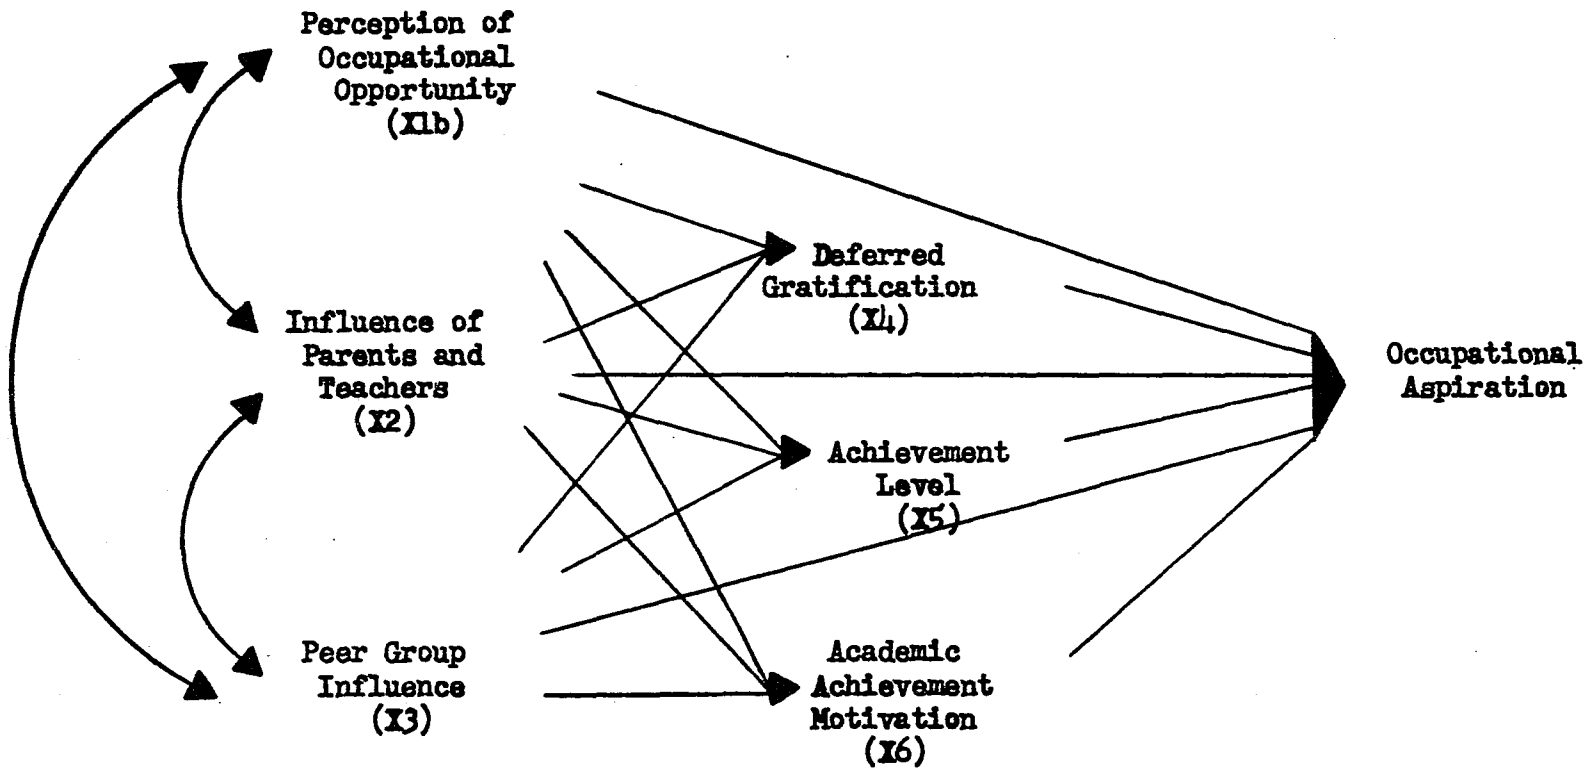 Perception of
Occupational
Opportunity
(X1b)
Influence of
Parents and
Teachers
(X2)
Peer Group
Influence
(X3)
Deferred
Gratification
(X4)
Achievement
Level
(X5)
Academic
Achievement
Motivation
(X6)
Occupational
Aspiration